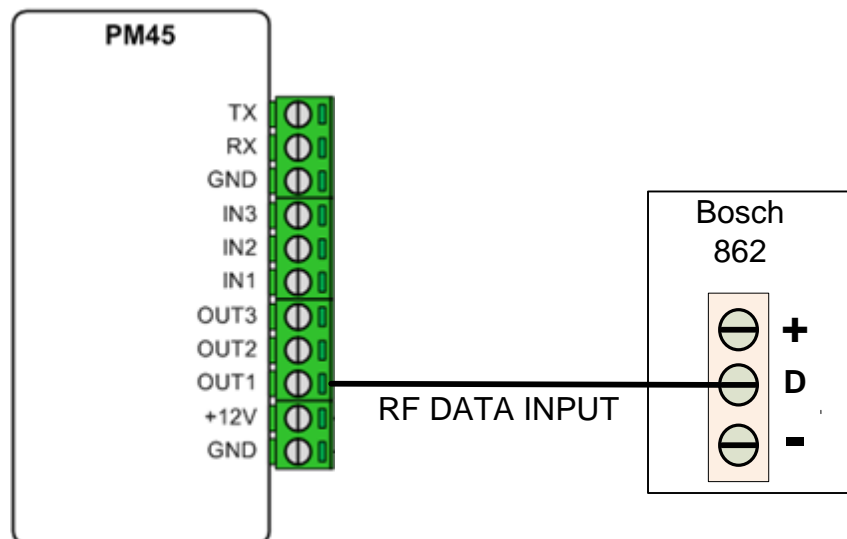 PM45
TX
RX
GND
IN3
IN2
IN1
OUT3
OUT2
OUT1
+12V
GND
RF DATA INPUT
Bosch
862
+
D
-